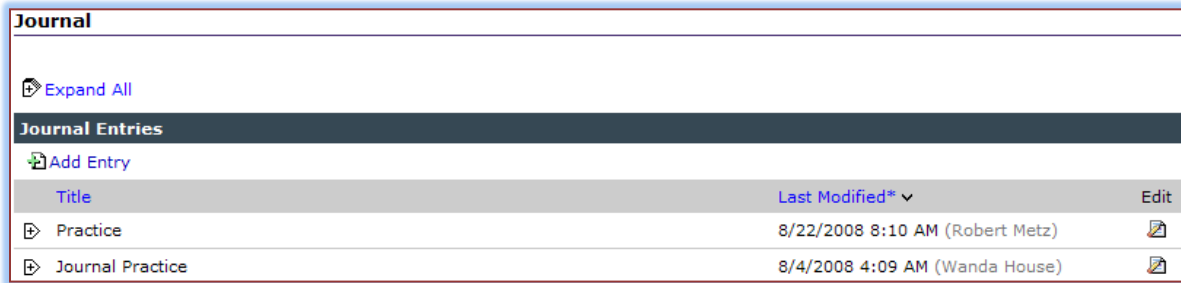 Journal
Expand All
Journal Entries
Add Entry
Title Last Modified* Edit
Practice 8/22/2008 8:10 AM (Robert Metz)
Journal Practice 8/4/2008 4:09 AM (Wanda House)